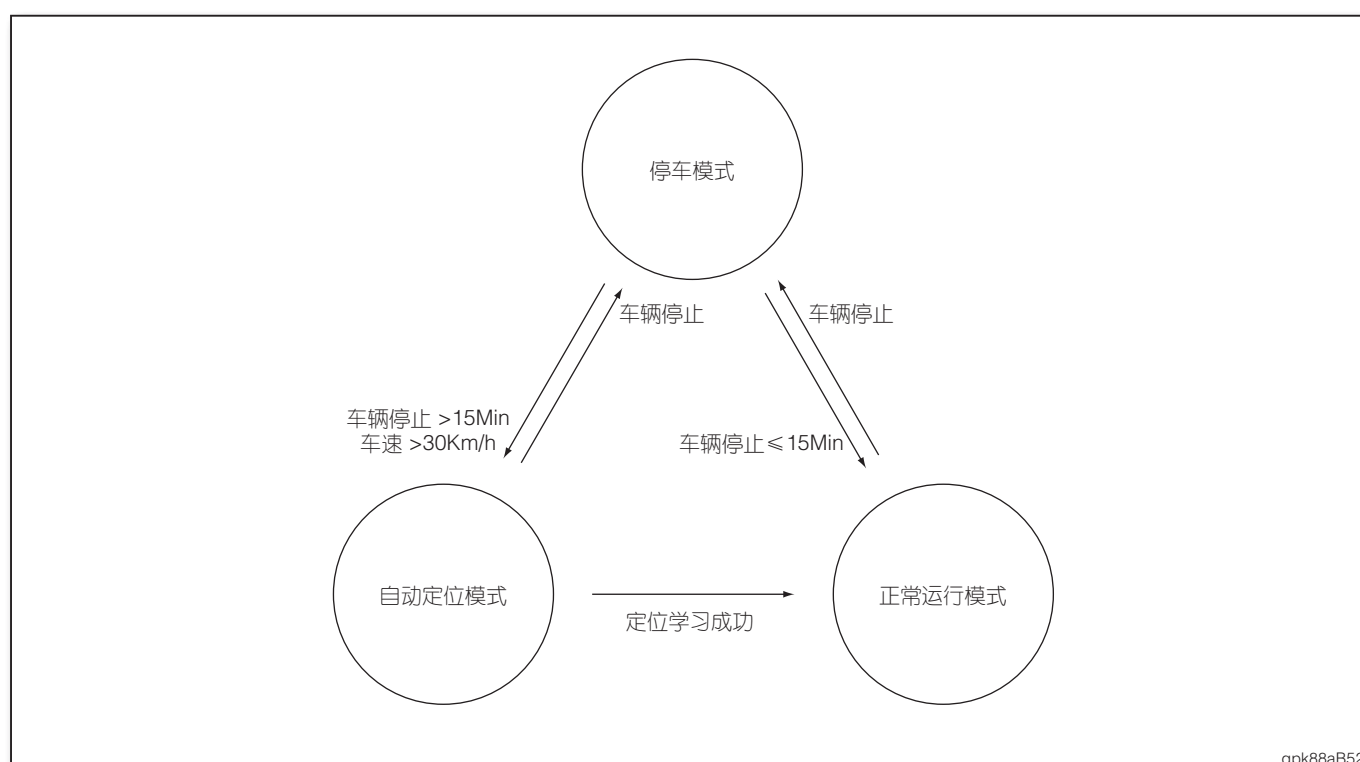 停车模式
车辆停止
车辆停止
车辆停止 >15Min
车速 >30Km/h
车辆停止≤15Min
自动定位模式
正常运行模式
定位学习成功
gpk88aB52